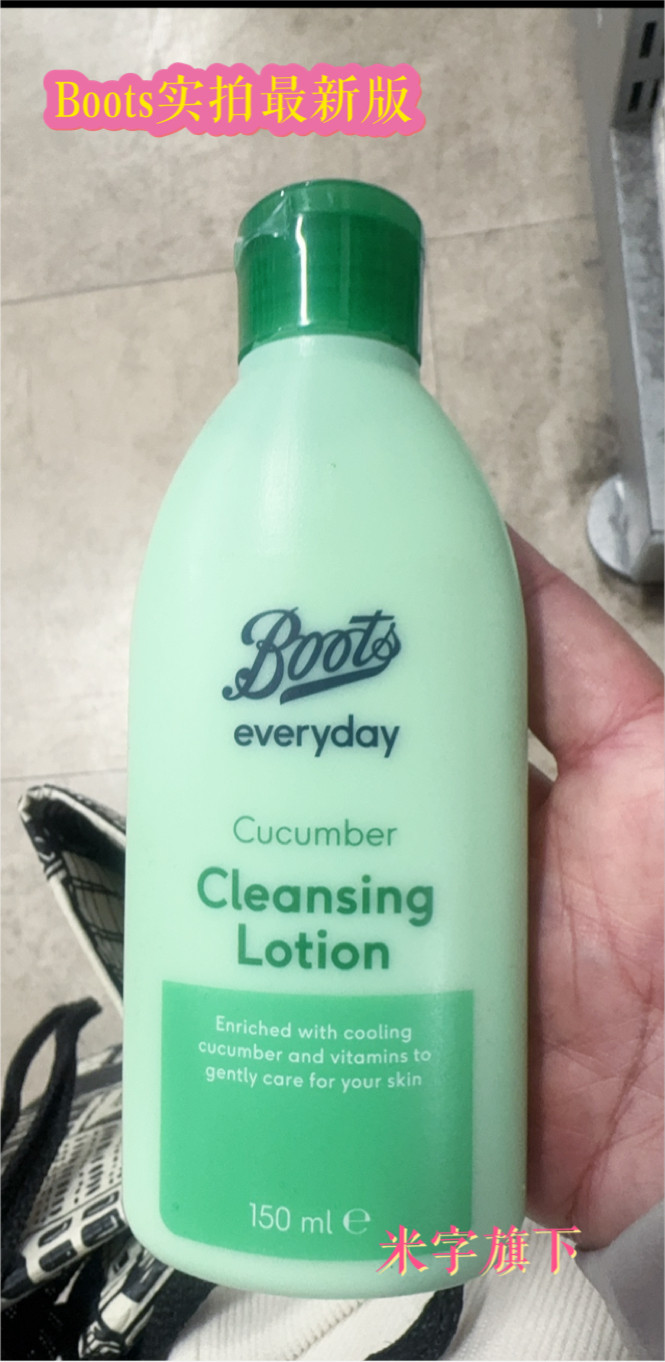 Boots实拍最新版
Boots
everyday
Cucumber
Cleansing
Lotion
Enriched with cooling
cucumber and vitamins to
gently care for your skin
150 ml ℮
米字旗下